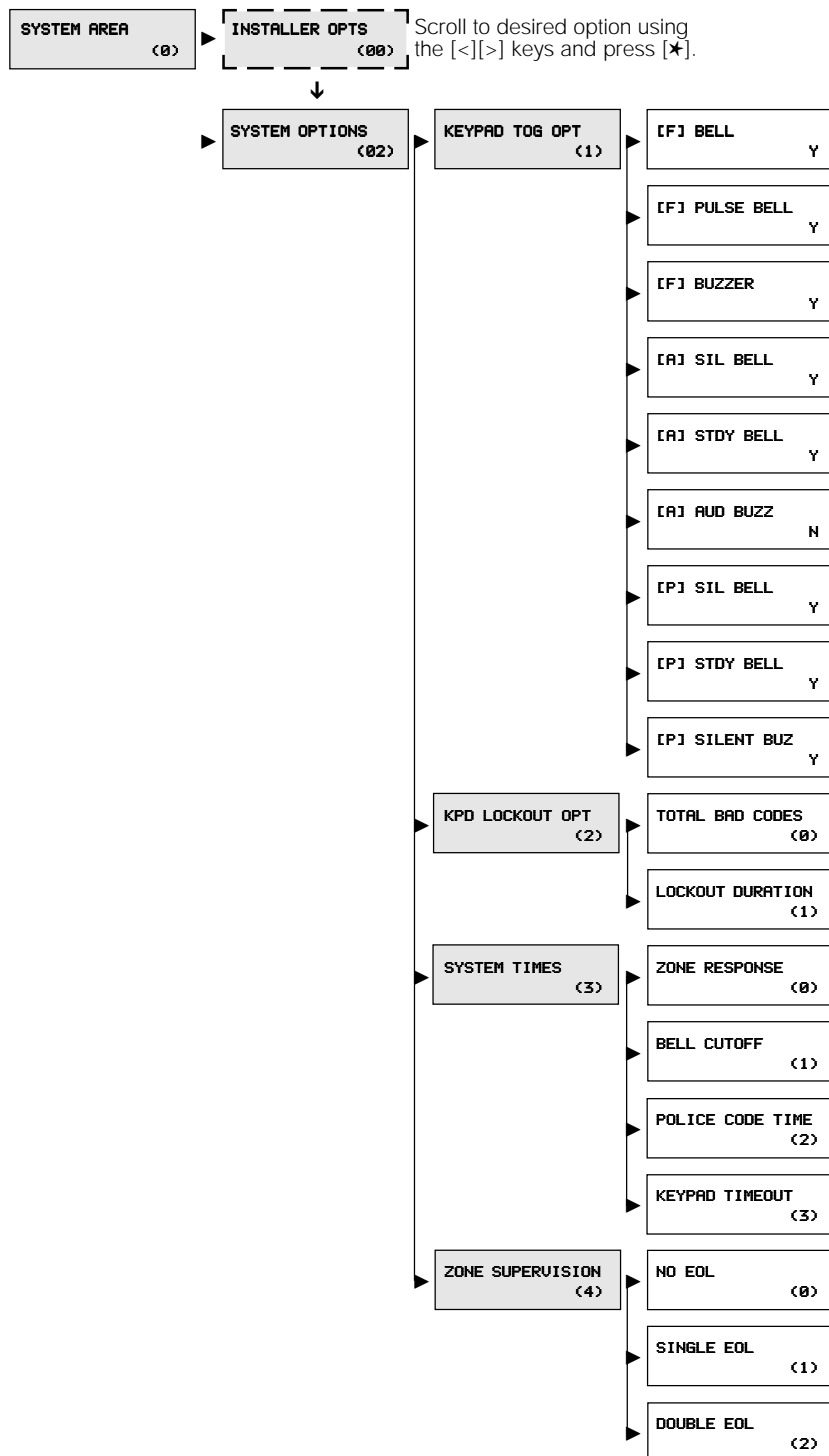 SYSTEM AREA
(0)
INSTALLER OPTS
(00)
Scroll to desired option using
the [<][>] keys and press [✶].
SYSTEM OPTIONS
(02)
KEYPAD TOG OPT
(1)
[F] BELL
Y
[F] PULSE BELL
Y
[F] BUZZER
Y
[A] SIL BELL
Y
[A] STDY BELL
Y
[A] AUD BUZZ
N
[P] SIL BELL
Y
[P] STDY BELL
Y
[P] SILENT BUZ
Y
KPD LOCKOUT OPT
(2)
TOTAL BAD CODES
(0)
LOCKOUT DURATION
(1)
SYSTEM TIMES
(3)
ZONE RESPONSE
(0)
BELL CUTOFF
(1)
POLICE CODE TIME
(2)
KEYPAD TIMEOUT
(3)
ZONE SUPERVISION
(4)
NO EOL
(0)
SINGLE EOL
(1)
DOUBLE EOL
(2)